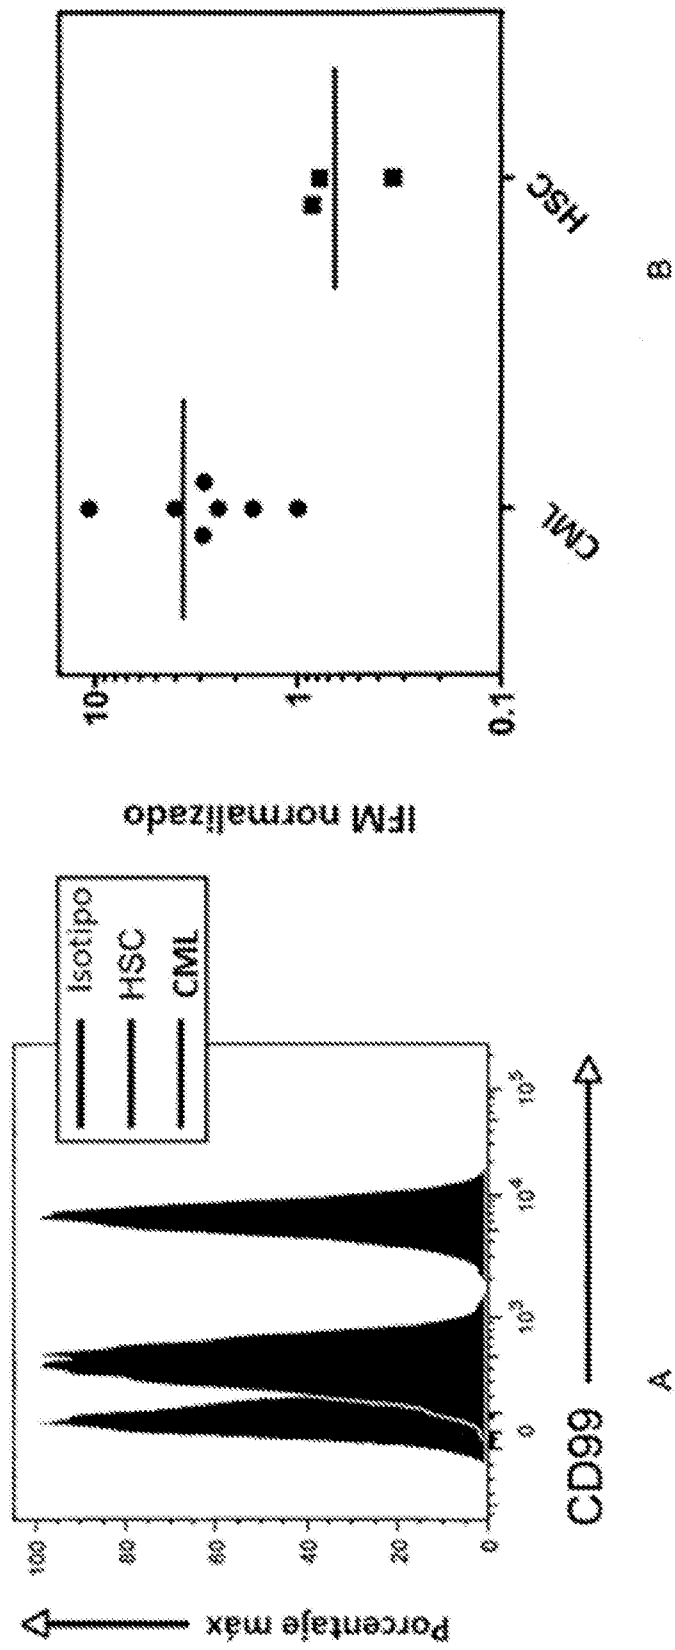 Porcentaje máx
100
80
60
40
20
0
0
10³
10⁴
10⁵
CD99
Isotipo
HSC
CML
A
IFM normalizado
10
1
0.1
CML
HSC
B